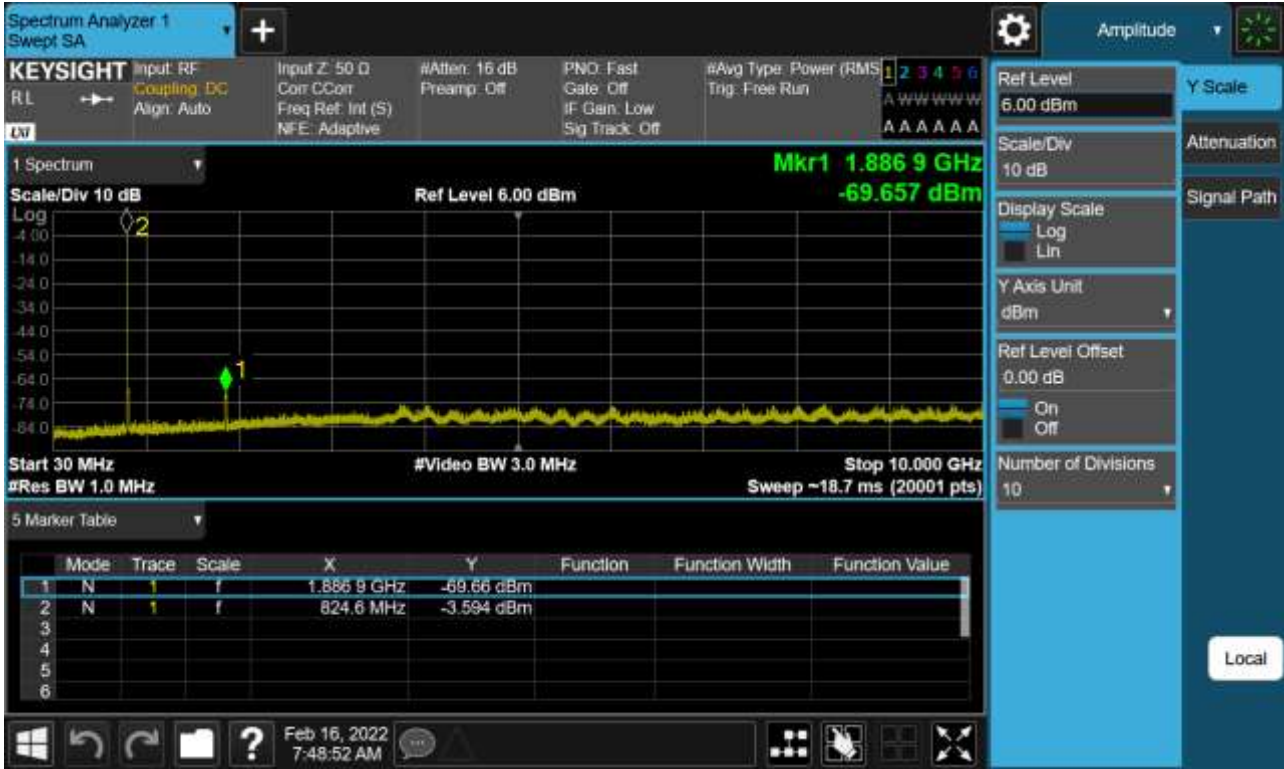 Spectrum Analyzer 1
Swept SA
+
Amplitude
KEYSIGHT
RL
LXI
Input: RF
Coupling: DC
Align: Auto
Input Z: 50 Ω
Corr CCorr
Freq Ref: Int (S)
NFE: Adaptive
#Atten: 16 dB
Preamp: Off
PNO: Fast
Gate: Off
IF Gain: Low
Sig Track: Off
#Avg Type: Power (RMS
Trig: Free Run
1 2 3 4 5 6
A W W W W W
A A A A A A
1 Spectrum
Mkr1 1.886 9 GHz
-69.657 dBm
Scale/Div 10 dB
Ref Level 6.00 dBm
Log
-4.00
-14.0
-24.0
-34.0
-44.0
-54.0
-64.0
-74.0
-84.0
2
1
Start 30 MHz
#Video BW 3.0 MHz
Stop 10.000 GHz
#Res BW 1.0 MHz
Sweep ~18.7 ms (20001 pts)
5 Marker Table
Mode Trace Scale X Y Function Function Width Function Value
1 N 1 f 1.886 9 GHz -69.66 dBm
2 N 1 f 824.6 MHz -3.594 dBm
3
4
5
6
Ref Level
6.00 dBm
Scale/Div
10 dB
Display Scale
Log
Lin
Y Axis Unit
dBm
Ref Level Offset
0.00 dB
On
Off
Number of Divisions
10
Y Scale
Attenuation
Signal Path
Local
?
Feb 16, 2022
7:48:52 AM